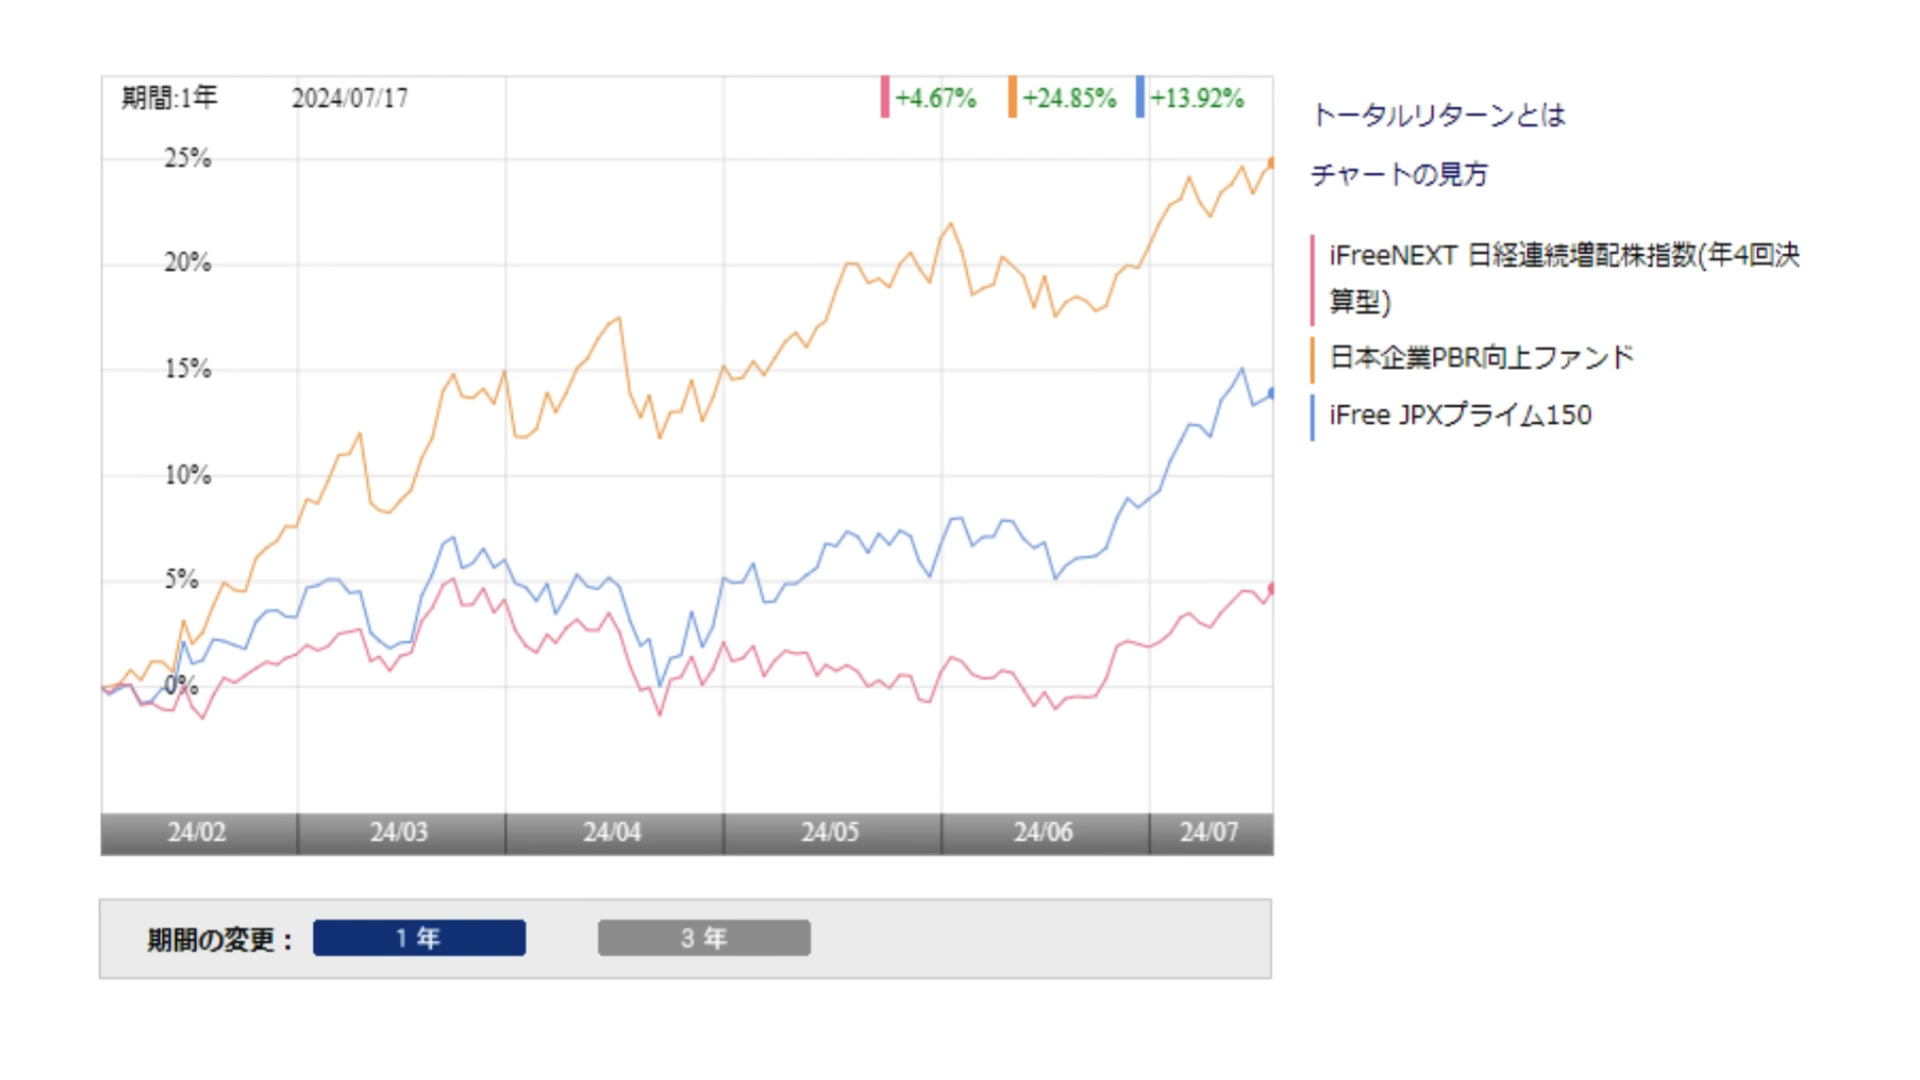 期間:1年 2024/07/17 +4.67% +24.85% +13.92%
25%
20%
15%
10%
5%
0%
24/02 24/03 24/04 24/05 24/06 24/07
期間の変更： 1 年 3 年
トータルリターンとは
チャートの見方
iFreeNEXT 日経連続増配株指数(年4回決
算型)
日本企業PBR向上ファンド
iFree JPXプライム150